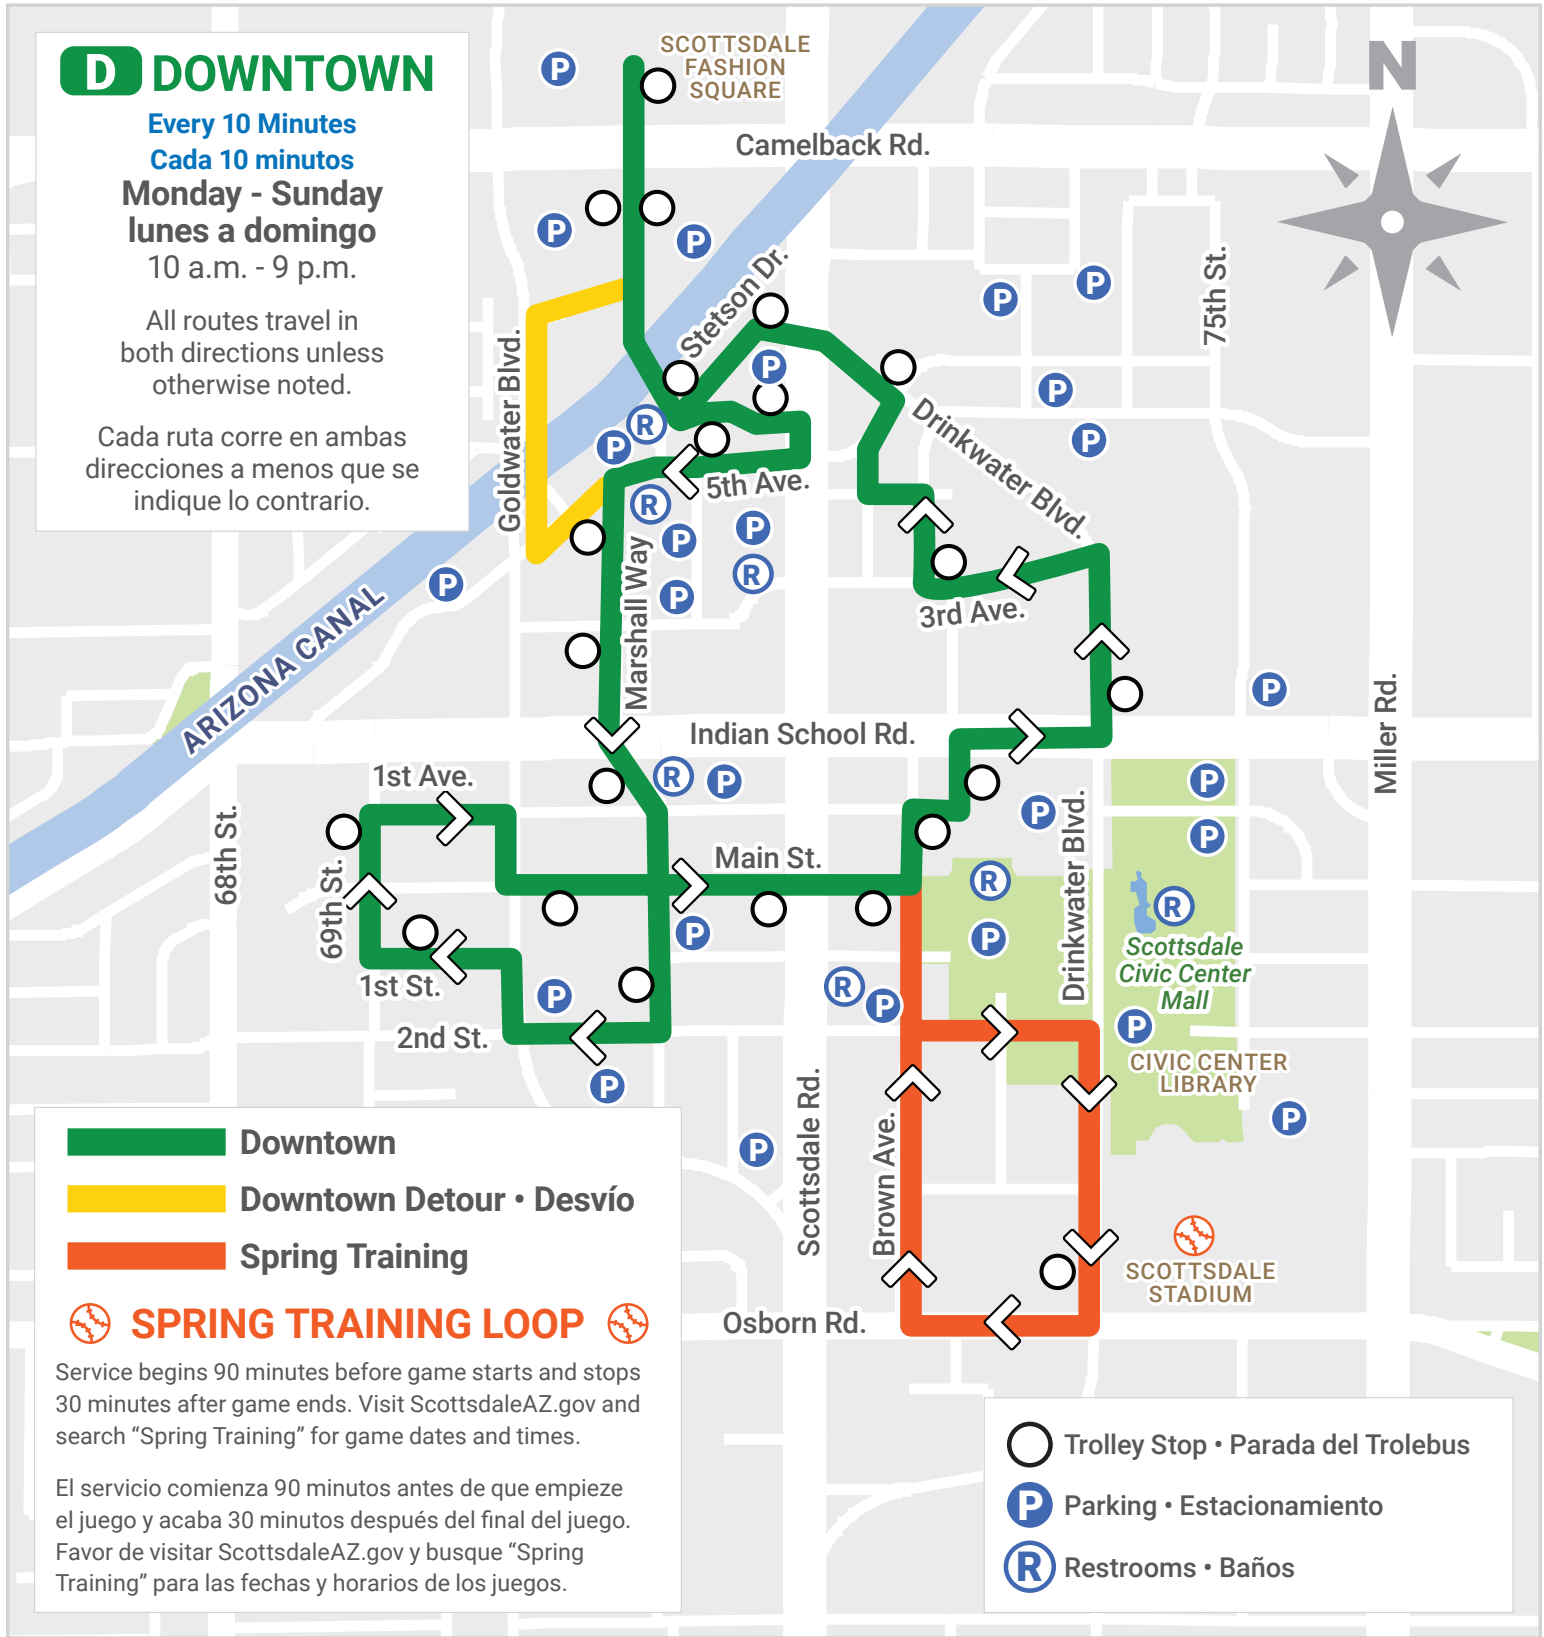 D DOWNTOWN
Every 10 Minutes
Cada 10 minutos
Monday - Sunday
lunes a domingo
10 a.m. - 9 p.m.
All routes travel in
both directions unless
otherwise noted.
Cada ruta corre en ambas
direcciones a menos que se
indique lo contrario.
SCOTTSDALE
FASHION
SQUARE
N
P
Camelback Rd.
P
P
Stetson Dr.
75th St.
P
P
Goldwater Blvd.
P
P
R
P
P
Drinkwater Blvd.
5th Ave.
R
P
P
R
P
P
Marshall Way
3rd Ave.
ARIZONA CANAL
P
Miller Rd.
Indian School Rd.
1st Ave.
R
P
P
P
P
68th St.
69th St.
Main St.
Drinkwater Blvd.
R
R
P
P
Scottsdale
Civic Center
Mall
1st St.
P
R
P
2nd St.
P
P
CIVIC CENTER
LIBRARY
P
P
Scottsdale Rd.
Brown Ave.
SCOTTSDALE
STADIUM
Osborn Rd.
Downtown
Downtown Detour • Desvío
Spring Training
SPRING TRAINING LOOP
Service begins 90 minutes before game starts and stops
30 minutes after game ends. Visit ScottsdaleAZ.gov and
search “Spring Training” for game dates and times.
El servicio comienza 90 minutos antes de que empieze
el juego y acaba 30 minutos después del final del juego.
Favor de visitar ScottsdaleAZ.gov y busque “Spring
Training” para las fechas y horarios de los juegos.
Trolley Stop • Parada del Trolebus
P Parking • Estacionamiento
R Restrooms • Baños